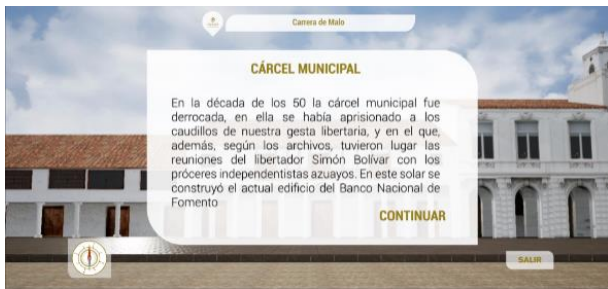 Carrera de Malo
CÁRCEL MUNICIPAL
En la década de los 50 la cárcel municipal fue
derrocada, en ella se había aprisionado a los
caudillos de nuestra gesta libertaria, y en el que,
además, según los archivos, tuvieron lugar las
reuniones del libertador Simón Bolívar con los
próceres independentistas azuayos. En este solar se
construyó el actual edificio del Banco Nacional de
Fomento
CONTINUAR
SALIR